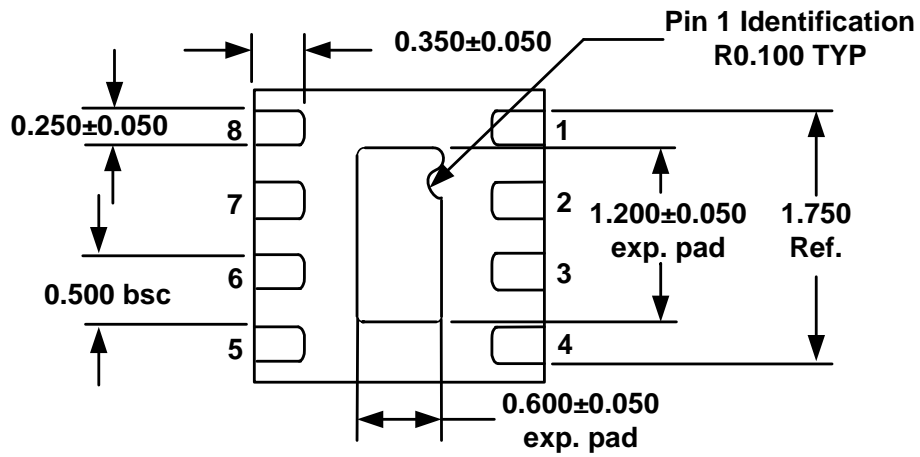 Pin 1 Identification
R0.100 TYP
0.350±0.050
0.250±0.050
8
1
7
2
1.200±0.050
exp. pad
1.750
Ref.
6
3
0.500 bsc
5
4
0.600±0.050
exp. pad